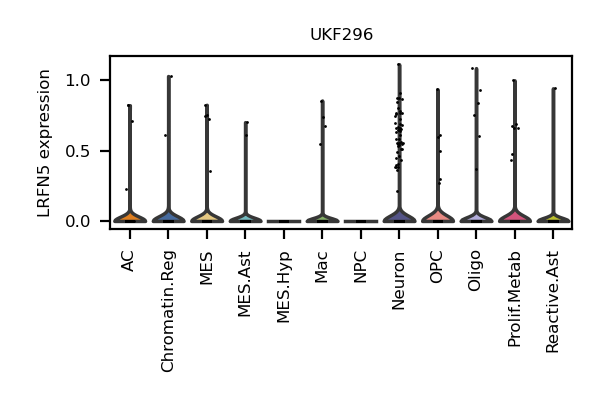 UKF296
LRFN5 expression
1.0
0.5
0.0
AC
Chromatin.Reg
MES
MES.Ast
MES.Hyp
Mac
NPC
Neuron
OPC
Oligo
Prolif.Metab
Reactive.Ast